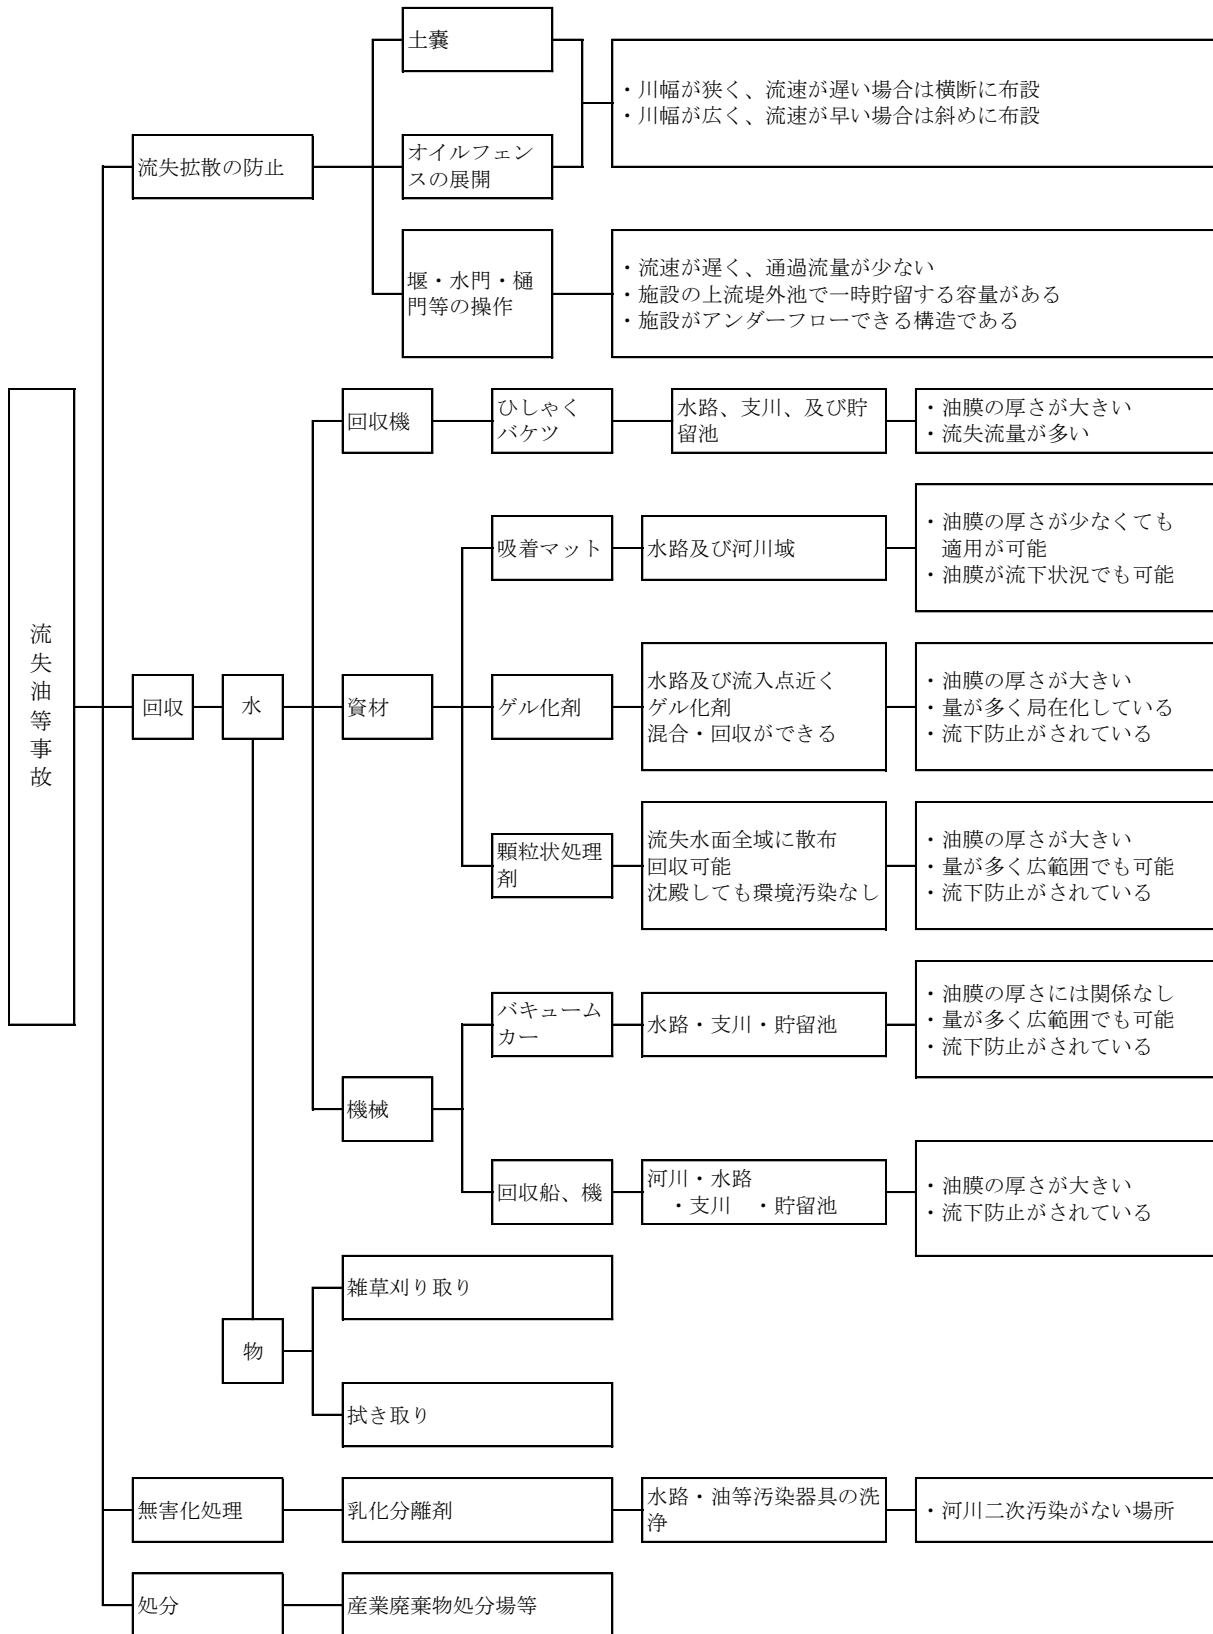 土嚢
・川幅が狭く、流速が遅い場合は横断に布設
・川幅が広く、流速が早い場合は斜めに布設
流失拡散の防止
オイルフェン
スの展開
堰・水門・樋
門等の操作
・流速が遅く、通過流量が少ない
・施設の上流堤外池で一時貯留する容量がある
・施設がアンダーフローできる構造である
流失油等事故
回収
水
回収機
ひしゃく
バケツ
水路、支川、及び貯
留池
・油膜の厚さが大きい
・流失流量が多い
資材
吸着マット
水路及び河川域
・油膜の厚さが少なくても
適用が可能
・油膜が流下状況でも可能
ゲル化剤
水路及び流入点近く
ゲル化剤
混合・回収ができる
・油膜の厚さが大きい
・量が多く局在化している
・流下防止がされている
顆粒状処理
剤
流失水面全域に散布
回収可能
沈殿しても環境汚染なし
・油膜の厚さが大きい
・量が多く広範囲でも可能
・流下防止がされている
機械
バキューム
カー
水路・支川・貯留池
・油膜の厚さには関係なし
・量が多く広範囲でも可能
・流下防止がされている
回収船、機
河川・水路
・支川　・貯留池
・油膜の厚さが大きい
・流下防止がされている
物
雑草刈り取り
拭き取り
無害化処理
乳化分離剤
水路・油等汚染器具の洗
浄
・河川二次汚染がない場所
処分
産業廃棄物処分場等